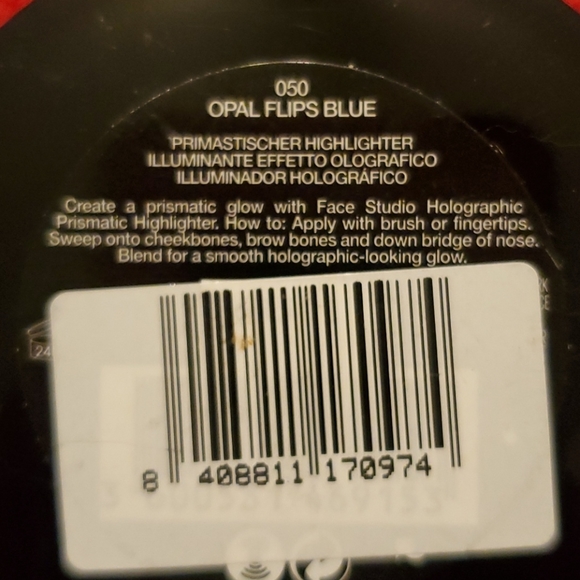 050
OPAL FLIPS BLUE
PRIMASTISCHER HIGHLIGHTER
ILLUMINANTE EFFETTO OLOGRAFICO
ILLUMINADOR HOLOGRÁFICO
Create a prismatic glow with Face Studio Holographic
Prismatic Highlighter. How to: Apply with brush or fingertips.
Sweep onto cheekbones, brow bones and down bridge of nose.
Blend for a smooth holographic-looking glow.
24
8 408811 170974